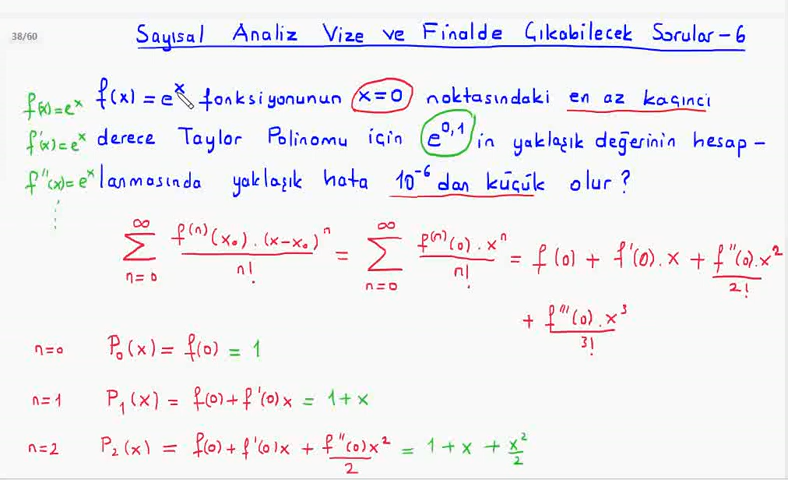 38/60
Sayısal Analiz Vize ve Finalde Çıkabilecek Sorular-6
f(x)=e^x f(x)=e^x fonksiyonunun x=0 noktasındaki en az kaçıncı
f'(x)=e^x derece Taylor Polinomu için e^0,1 in yaklaşık değerinin hesap-
f''(x)=e^x lanmasında yaklaşık hata 10^-6 dan küçük olur?
∑_{n=0}^{∞} f^(n)(x₀).(x-x₀)^n / n! = ∑_{n=0}^{∞} f^(n)(0).x^n / n! = f(0) + f'(0).x + f''(0).x² / 2!
+ f'''(0).x³ / 3!
n=0 P₀(x) = f(0) = 1
n=1 P₁(x) = f(0)+f'(0)x = 1+x
n=2 P₂(x) = f(0)+f'(0)x + f''(0)x² / 2 = 1+x+ x²/2